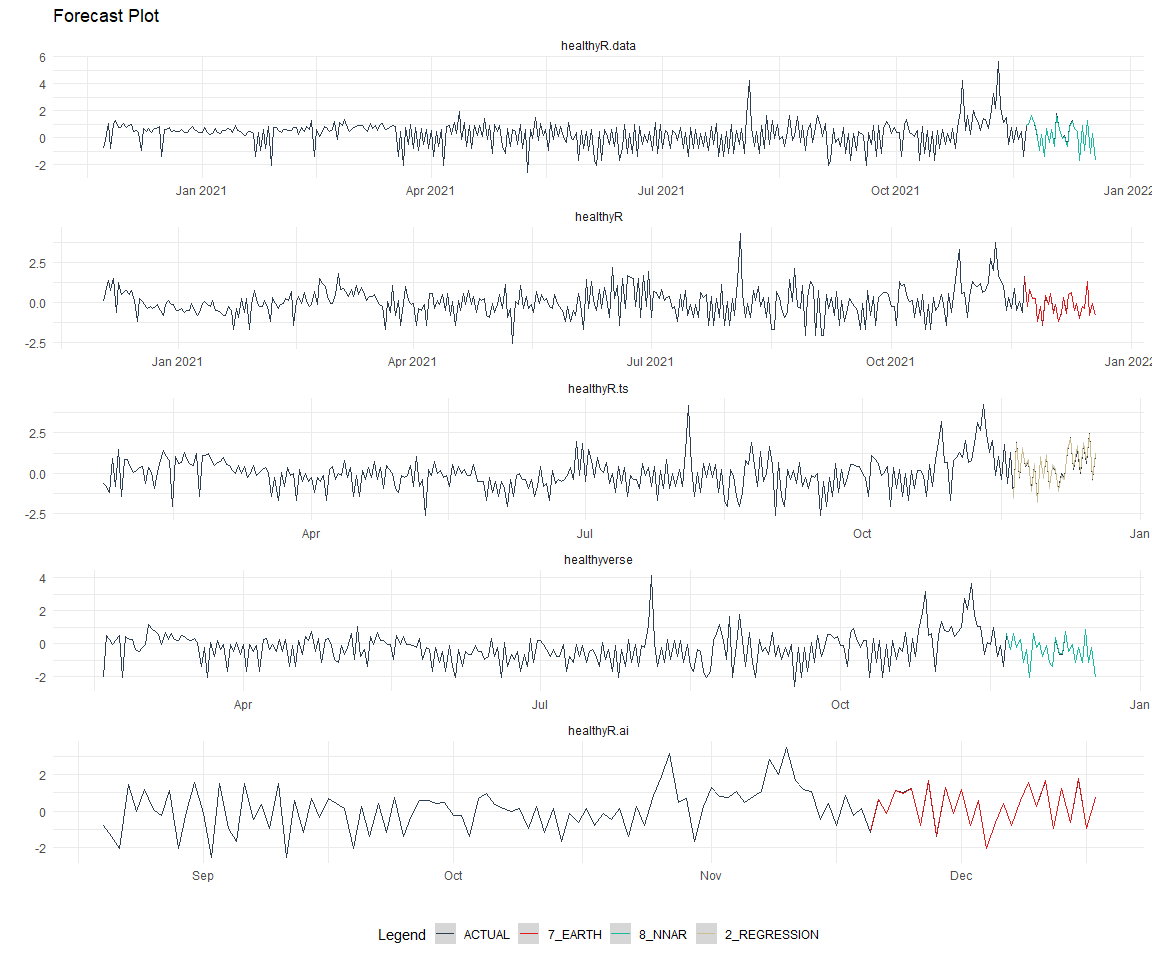 Forecast Plot
healthyR.data
6
4
2
0
-2
Jan 2021 Apr 2021 Jul 2021 Oct 2021 Jan 2022
healthyR
2.5
0.0
-2.5
Jan 2021 Apr 2021 Jul 2021 Oct 2021 Jan 2022
healthyR.ts
2.5
0.0
-2.5
Apr Jul Oct Jan
healthyverse
4
2
0
-2
Apr Jul Oct Jan
healthyR.ai
2
0
-2
Sep Oct Nov Dec
Legend ACTUAL 7_EARTH 8_NNAR 2_REGRESSION